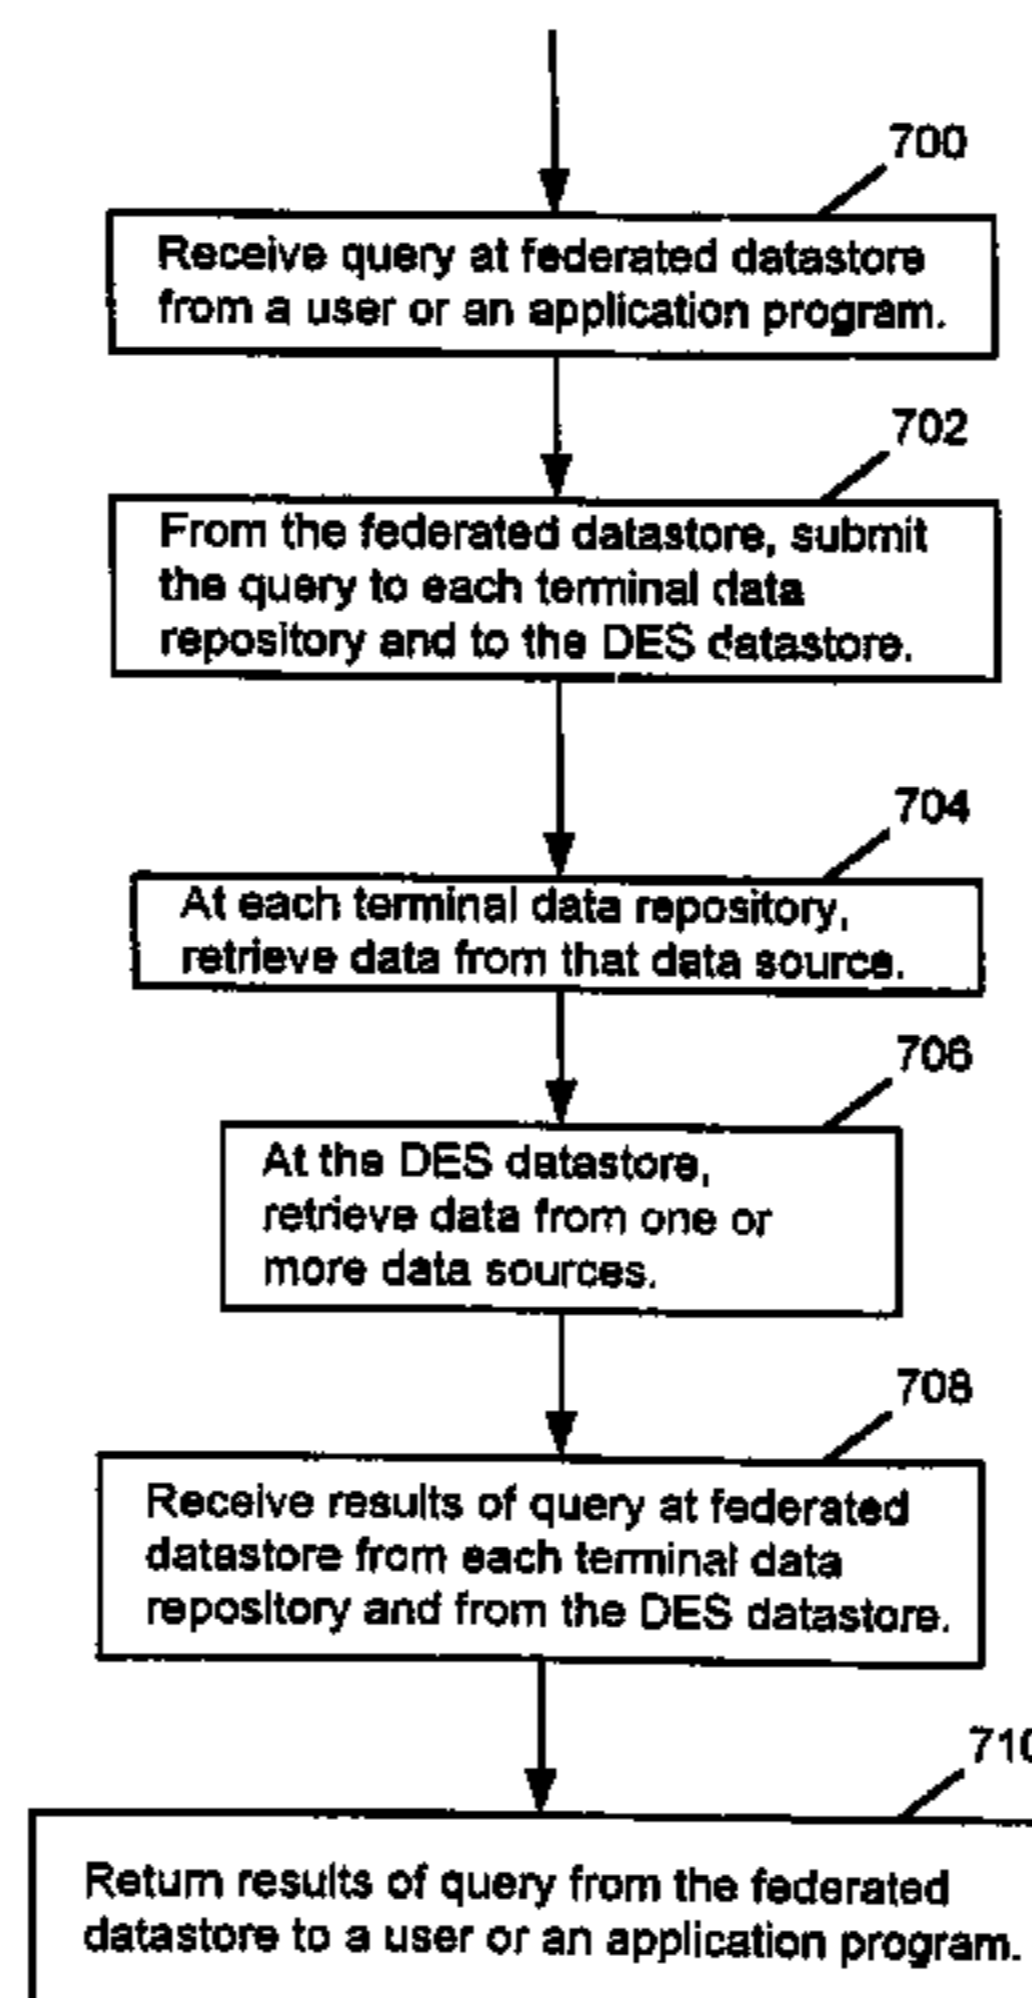 700
Receive query at federated datastore
from a user or an application program.
702
From the federated datastore, submit
the query to each terminal data
repository and to the DES datastore.
704
At each terminal data repository,
retrieve data from that data source.
706
At the DES datastore,
retrieve data from one or
more data sources.
708
Receive results of query at federated
datastore from each terminal data
repository and from the DES datastore.
710
Return results of query from the federated
datastore to a user or an application program.